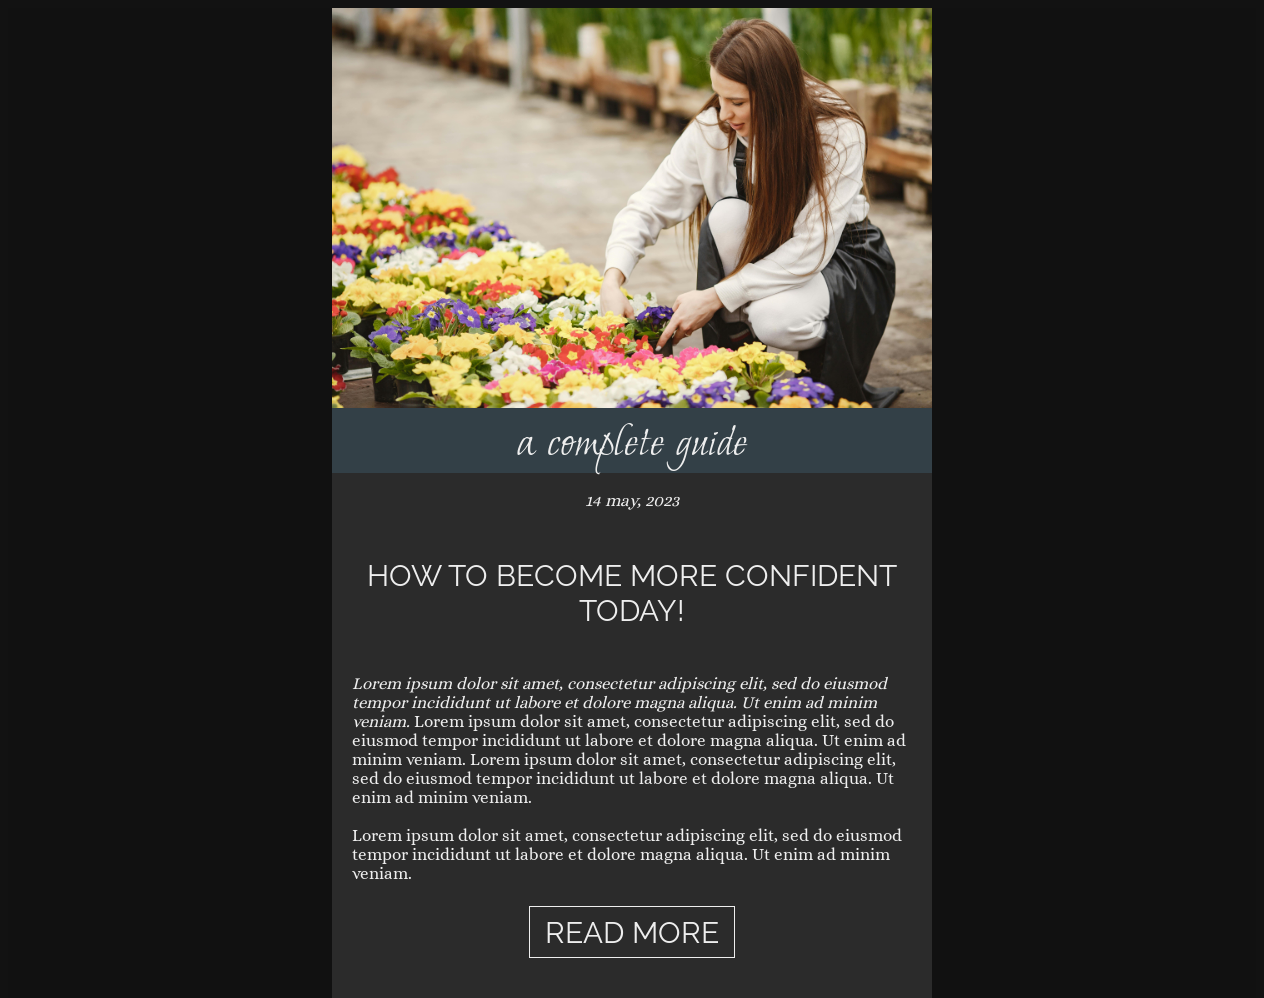 a complete guide
14 may, 2023
HOW TO BECOME MORE CONFIDENT
TODAY!
Lorem ipsum dolor sit amet, consectetur adipiscing elit, sed do eiusmod
tempor incididunt ut labore et dolore magna aliqua. Ut enim ad minim
veniam. Lorem ipsum dolor sit amet, consectetur adipiscing elit, sed do
eiusmod tempor incididunt ut labore et dolore magna aliqua. Ut enim ad
minim veniam. Lorem ipsum dolor sit amet, consectetur adipiscing elit,
sed do eiusmod tempor incididunt ut labore et dolore magna aliqua. Ut
enim ad minim veniam.
Lorem ipsum dolor sit amet, consectetur adipiscing elit, sed do eiusmod
tempor incididunt ut labore et dolore magna aliqua. Ut enim ad minim
veniam.
READ MORE